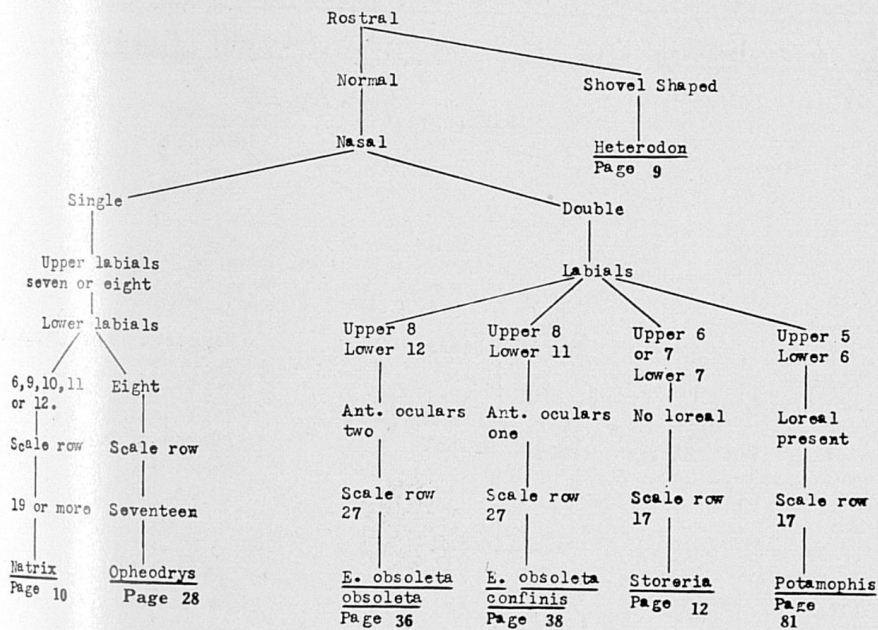 Rostral
Normal
Shovel Shaped
Nasal
Heterodon
Page 9
Single
Double
Upper labials
seven or eight
Labials
Lower labials
Upper 8
Lower 12
Upper 8
Lower 11
Upper 6
or 7
Lower 7
Upper 5
Lower 6
6,9,10,11
or 12.
Eight
Ant. oculars
two
Ant. oculars
one
No loreal
Loreal
present
Scale row
Scale row
Scale row
27
Scale row
27
Scale row
17
Scale row
17
19 or more
Seventeen
Natrix
Page 10
Opheodrys
Page 28
E. obsoleta
obsoleta
Page 36
E. obsoleta
confinis
Page 38
Storeria
Page 12
Potamophis
Page
81